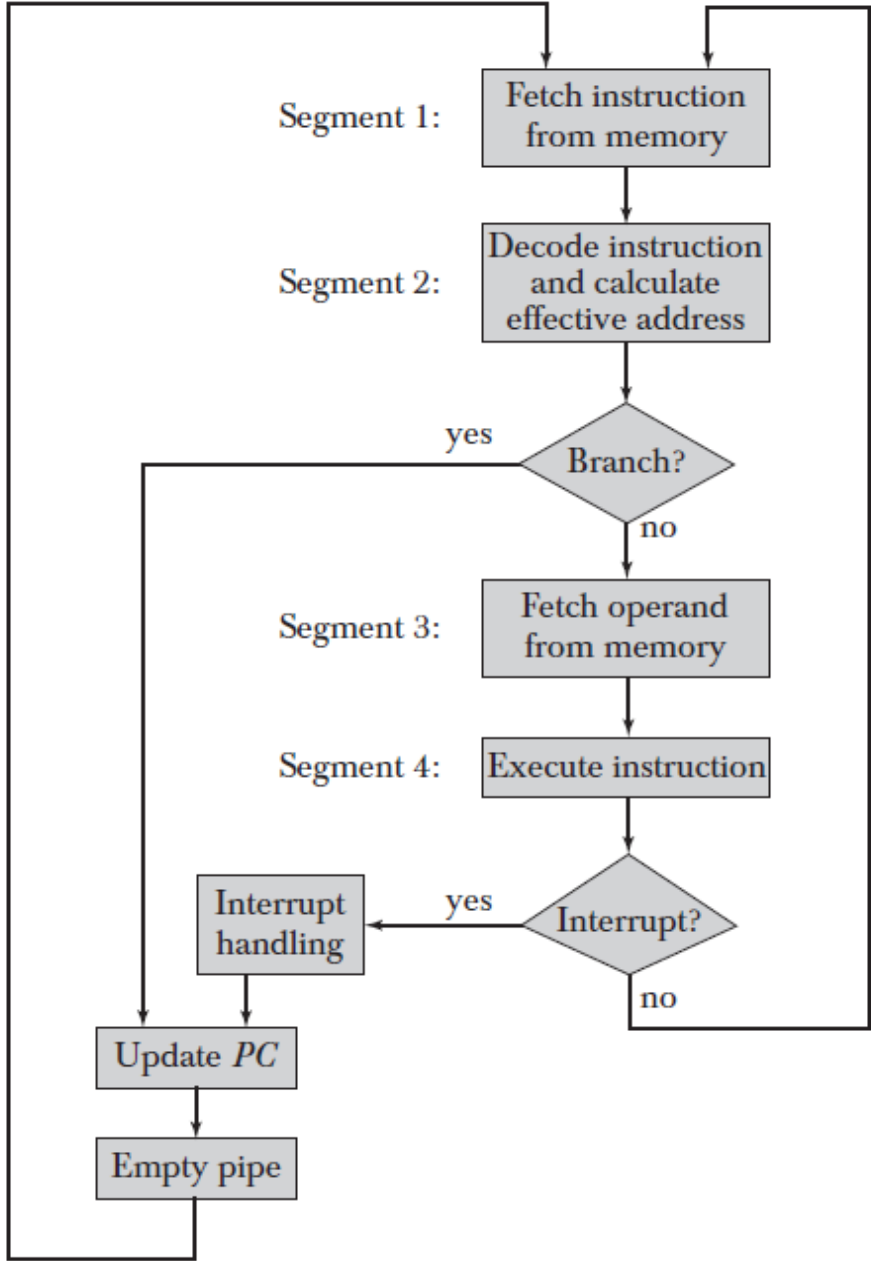 Segment 1:
Fetch instruction
from memory
Segment 2:
Decode instruction
and calculate
effective address
yes
Branch?
no
Segment 3:
Fetch operand
from memory
Segment 4:
Execute instruction
Interrupt
handling
yes
Interrupt?
no
Update PC
Empty pipe